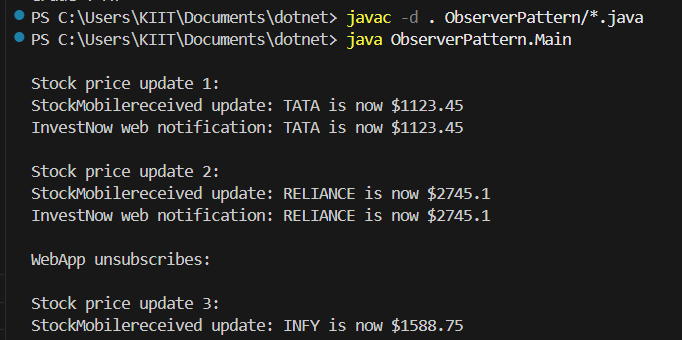 PS C:\Users\KIIT\Documents\dotnet> javac -d . ObserverPattern/*.java
PS C:\Users\KIIT\Documents\dotnet> java ObserverPattern.Main
Stock price update 1:
StockMobilereceived update: TATA is now $1123.45
InvestNow web notification: TATA is now $1123.45
Stock price update 2:
StockMobilereceived update: RELIANCE is now $2745.1
InvestNow web notification: RELIANCE is now $2745.1
WebApp unsubscribes:
Stock price update 3:
StockMobilereceived update: INFY is now $1588.75